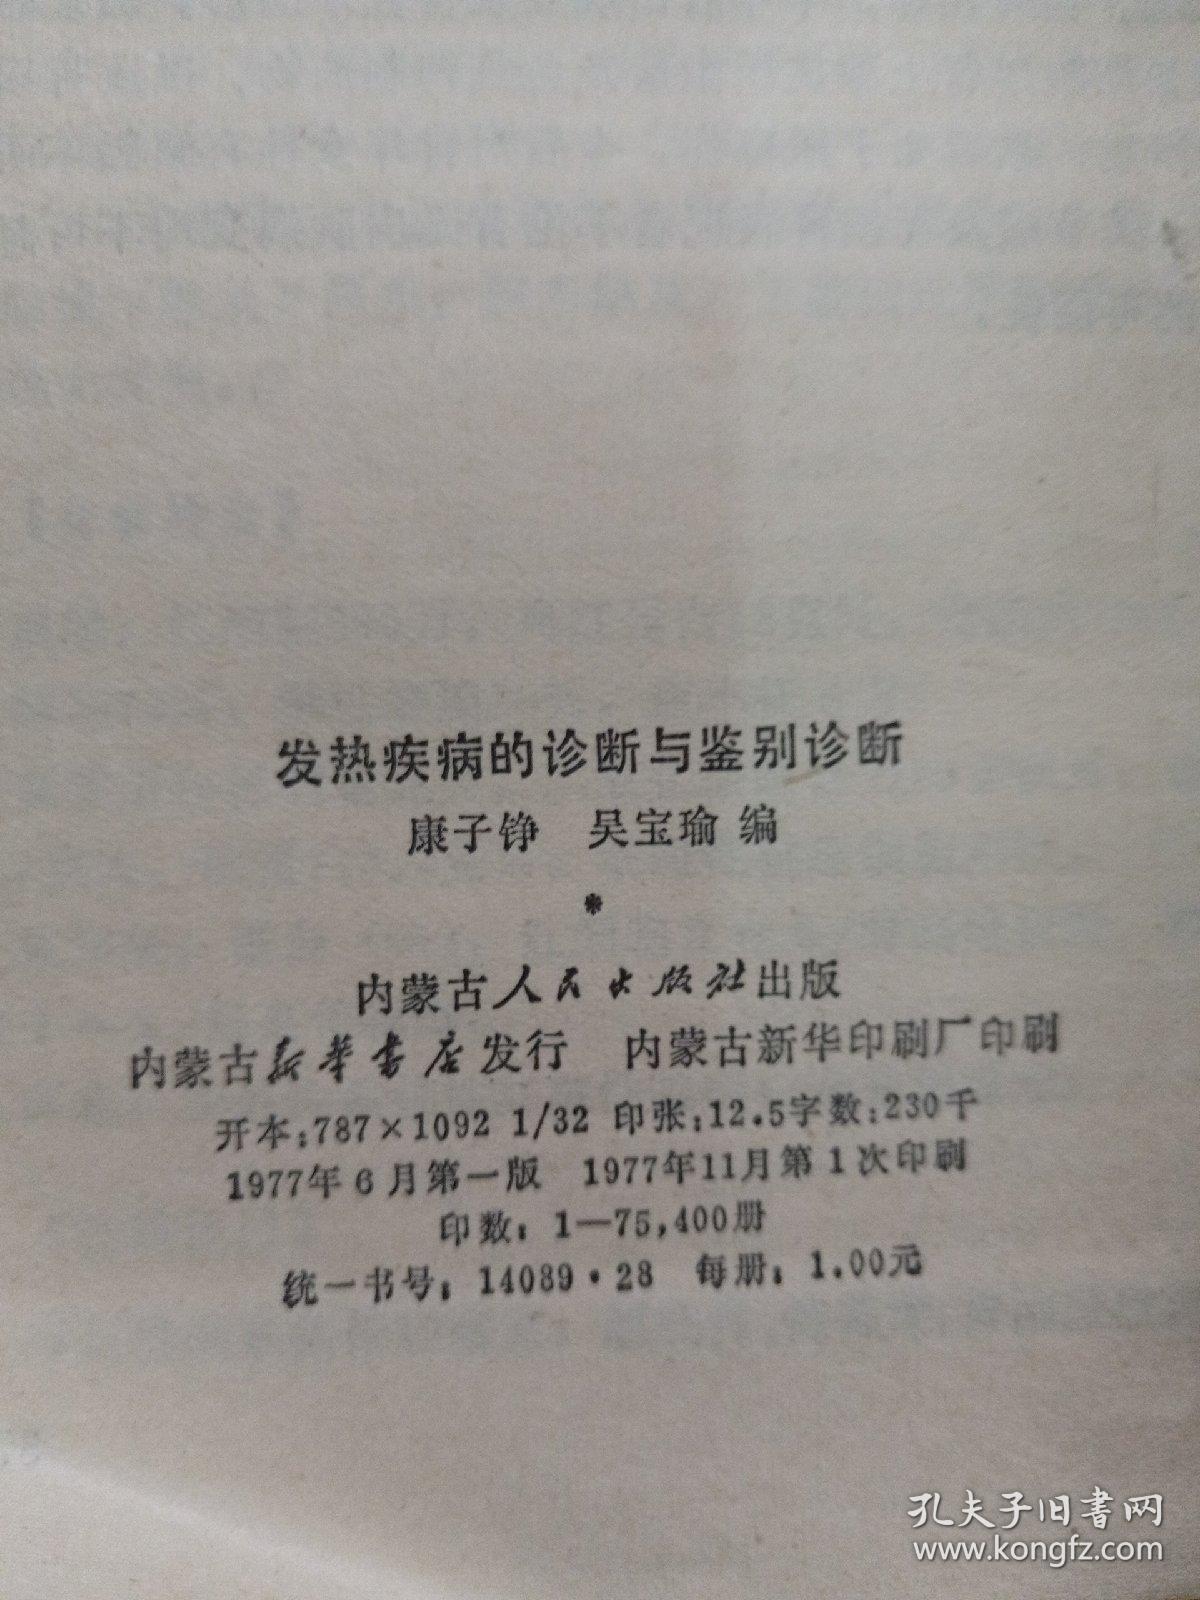 发热疾病的诊断与鉴别诊断
康子铮 吴宝瑜 编
*
内蒙古人民出版社出版
内蒙古新华书店发行 内蒙古新华印刷厂印刷
开本:787×1092 1/32 印张:12.5字数:230千
1977年6月第一版 1977年11月第1次印刷
印数:1—75,400册
统一书号:14089·28 每册:1.00元
孔夫子旧书网
www.kongfz.com